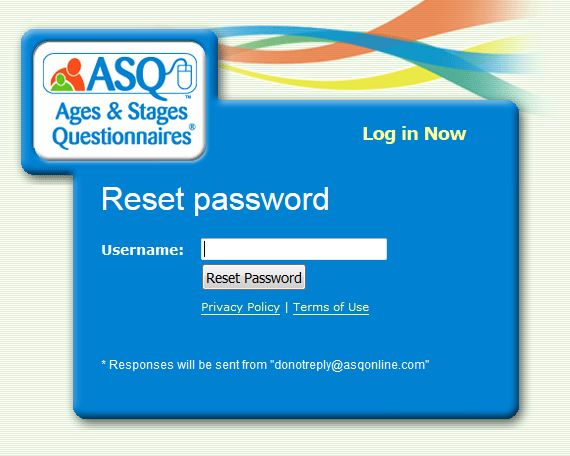 ASQ™
Ages & Stages
Questionnaires®
Log in Now
Reset password
Username:
Reset Password
Privacy Policy | Terms of Use
* Responses will be sent from "donotreply@asqonline.com"